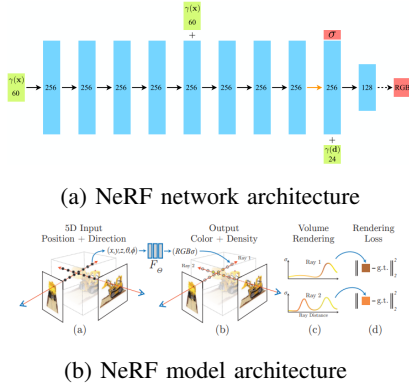 γ(x)
60
+
σ
γ(x)
60
256
256
256
256
256
256
256
256
256
128
RGB
+
γ(d)
24
(a) NeRF network architecture
5D Input
Position + Direction
Output
Color + Density
Volume
Rendering
Rendering
Loss
(x,y,z,θ,ϕ)
F_Θ
(RGBσ)
Ray 1
Ray 2
σ
Ray 1
σ
Ray 2
Ray Distance
‖ - g.t. ‖₂²
‖ - g.t. ‖₂²
(a)
(b)
(c)
(d)
(b) NeRF model architecture